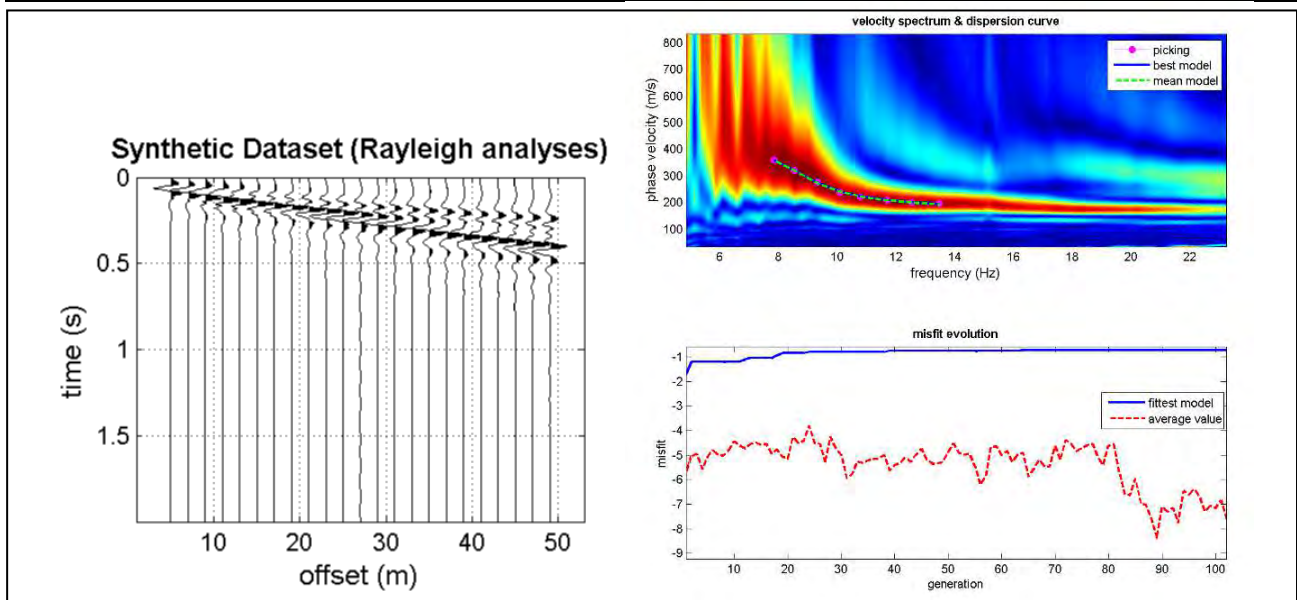 Synthetic Dataset (Rayleigh analyses)
0
0.5
1
1.5
time (s)
10 20 30 40 50
offset (m)
velocity spectrum & dispersion curve
800
700
600
500
400
300
200
100
phase velocity (m/s)
picking
best model
mean model
6 8 10 12 14 16 18 20 22
frequency (Hz)
misfit evolution
-1
-2
-3
-4
-5
-6
-7
-8
-9
misfit
fittest model
average value
10 20 30 40 50 60 70 80 90 100
generation